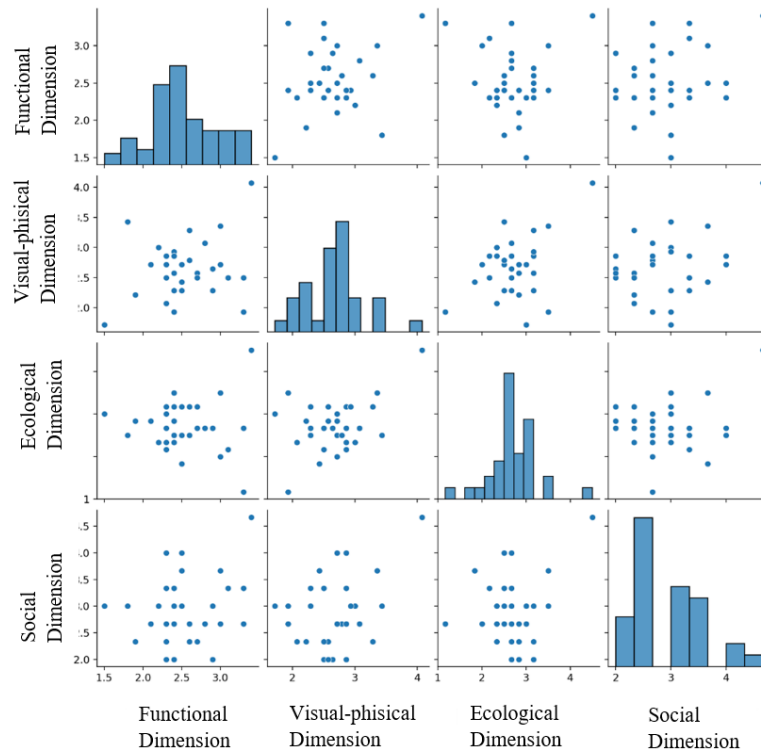 Functional
Dimension
3.0
2.5
2.0
1.5
Visual-phisical
Dimension
4.0
Ecological
Dimension
1
Social
Dimension
2.0
1.5 2.0 2.5 3.0 2 3 4 1 2 3 4 2 3 4
Functional
Dimension
Visual-phisical
Dimension
Ecological
Dimension
Social
Dimension